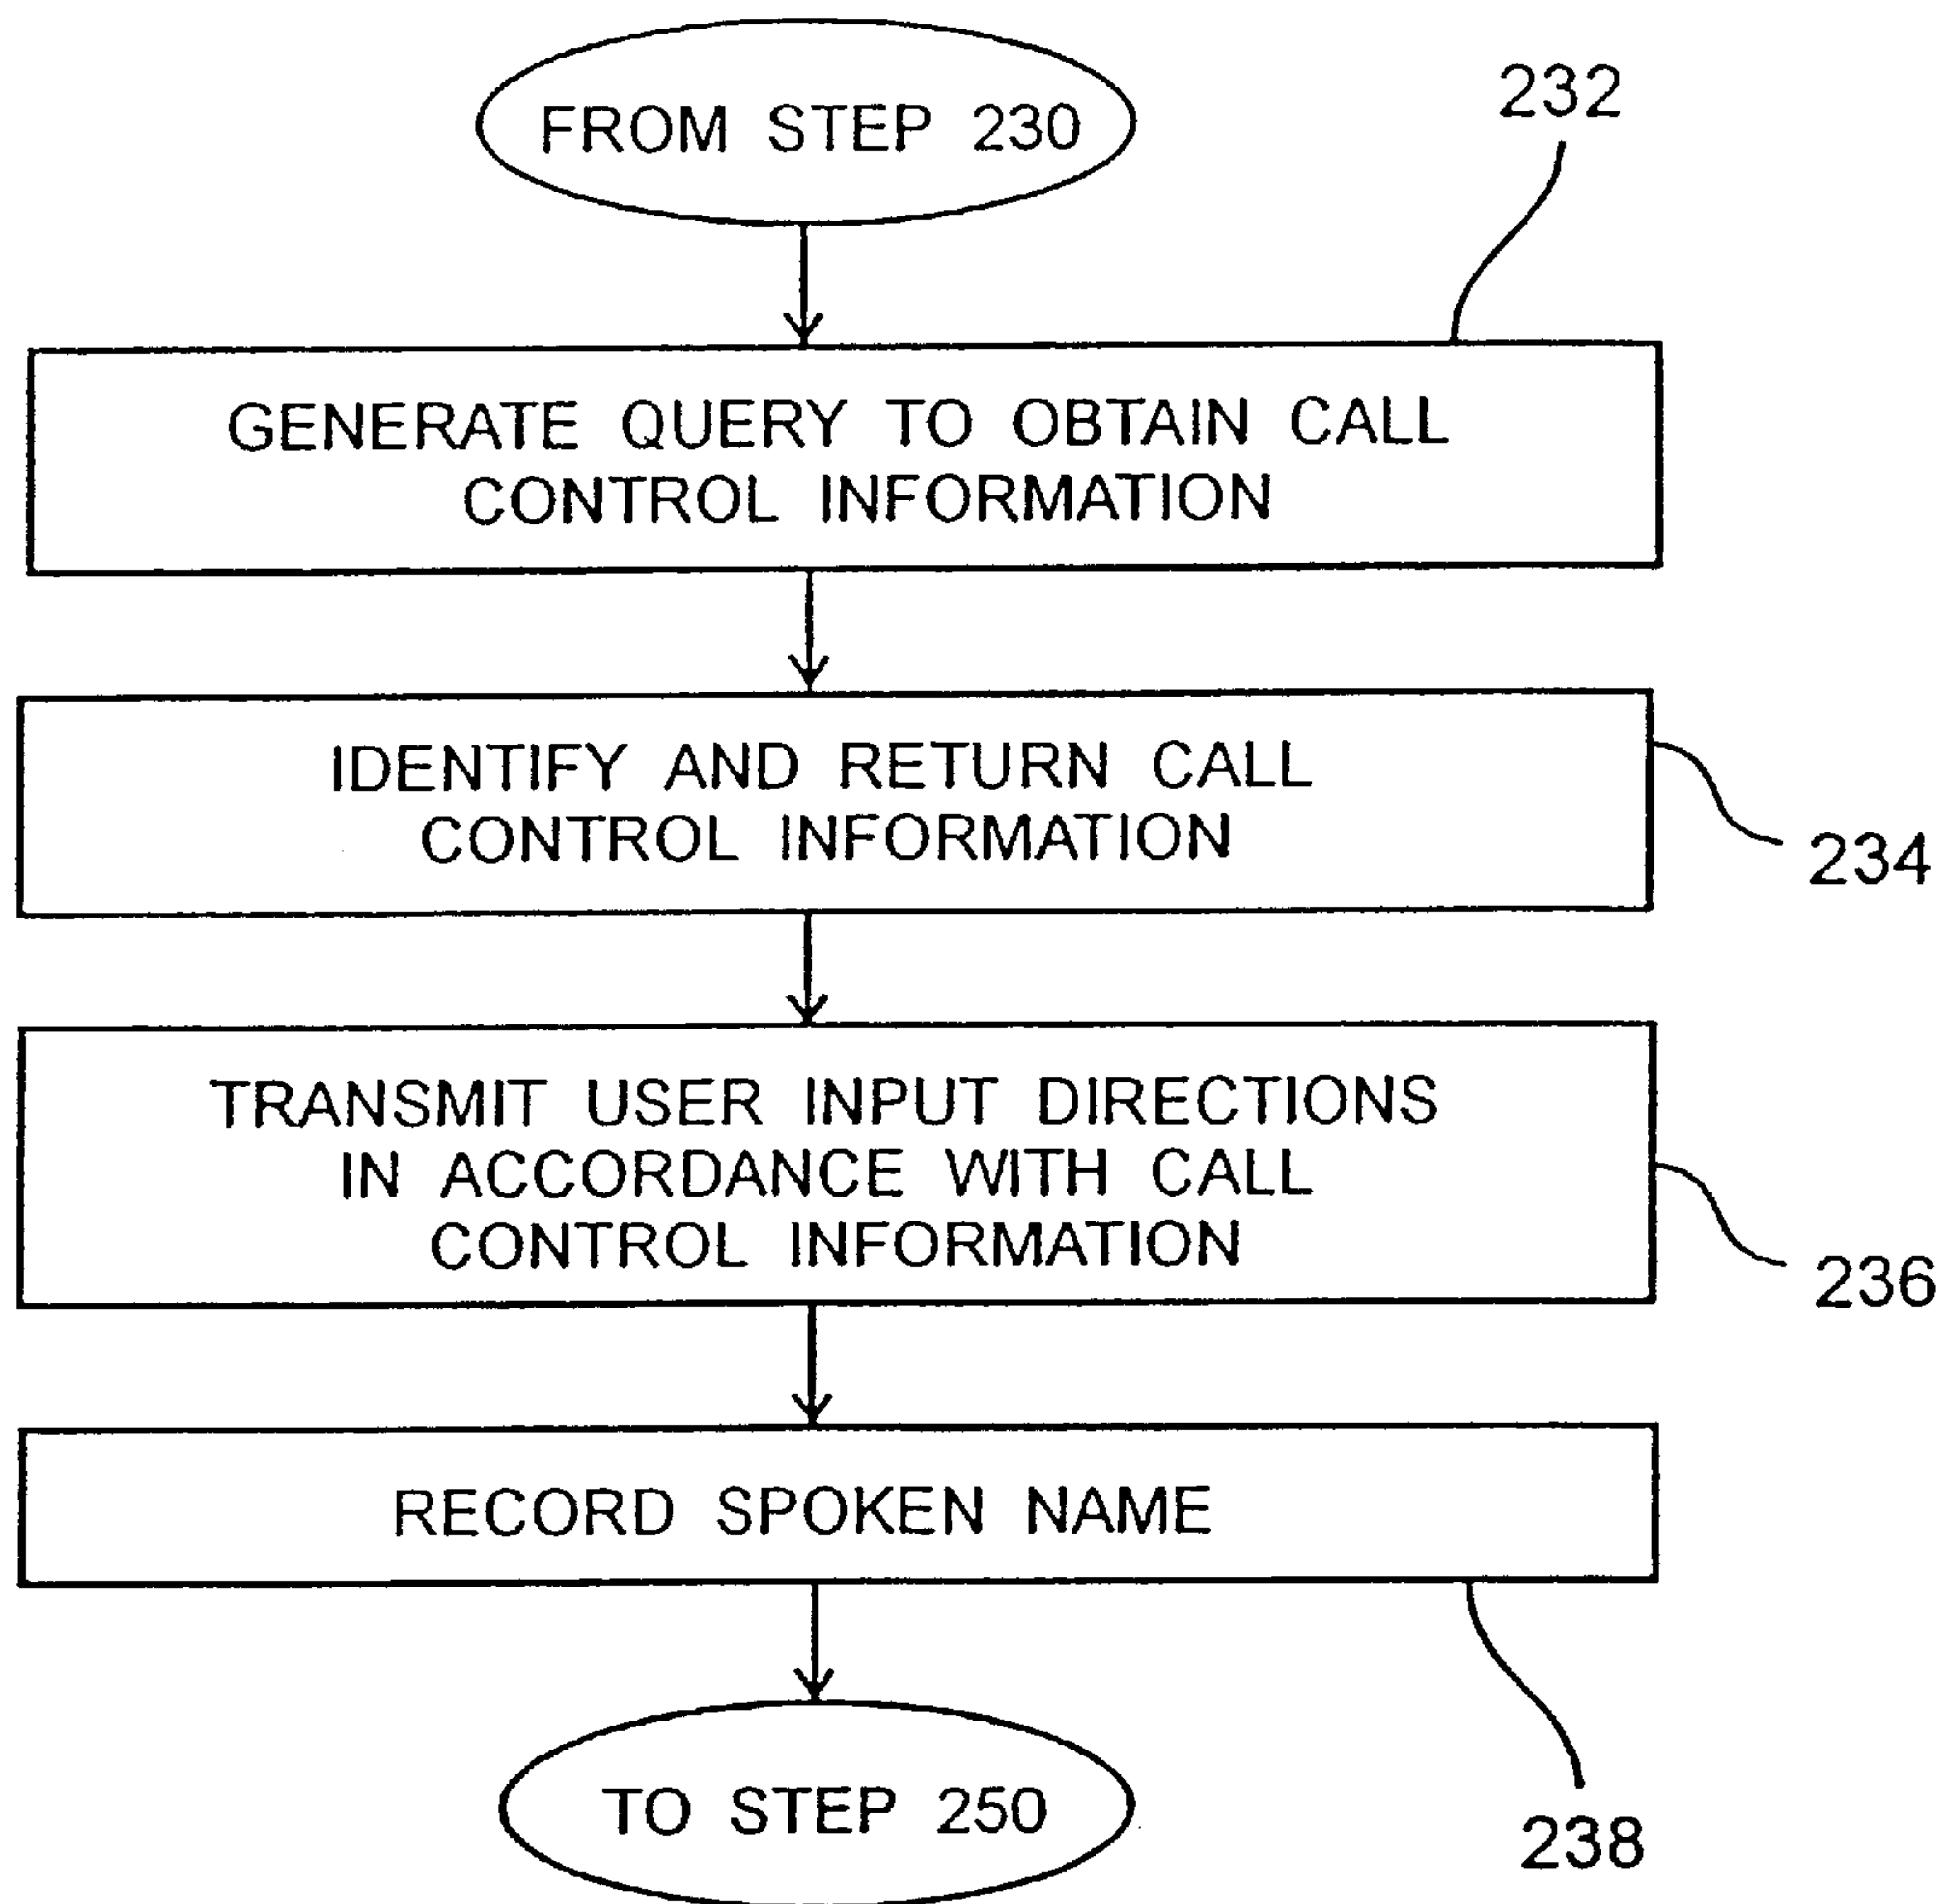 FROM STEP 230
232
GENERATE QUERY TO OBTAIN CALL
CONTROL INFORMATION
IDENTIFY AND RETURN CALL
CONTROL INFORMATION
234
TRANSMIT USER INPUT DIRECTIONS
IN ACCORDANCE WITH CALL
CONTROL INFORMATION
236
RECORD SPOKEN NAME
238
TO STEP 250